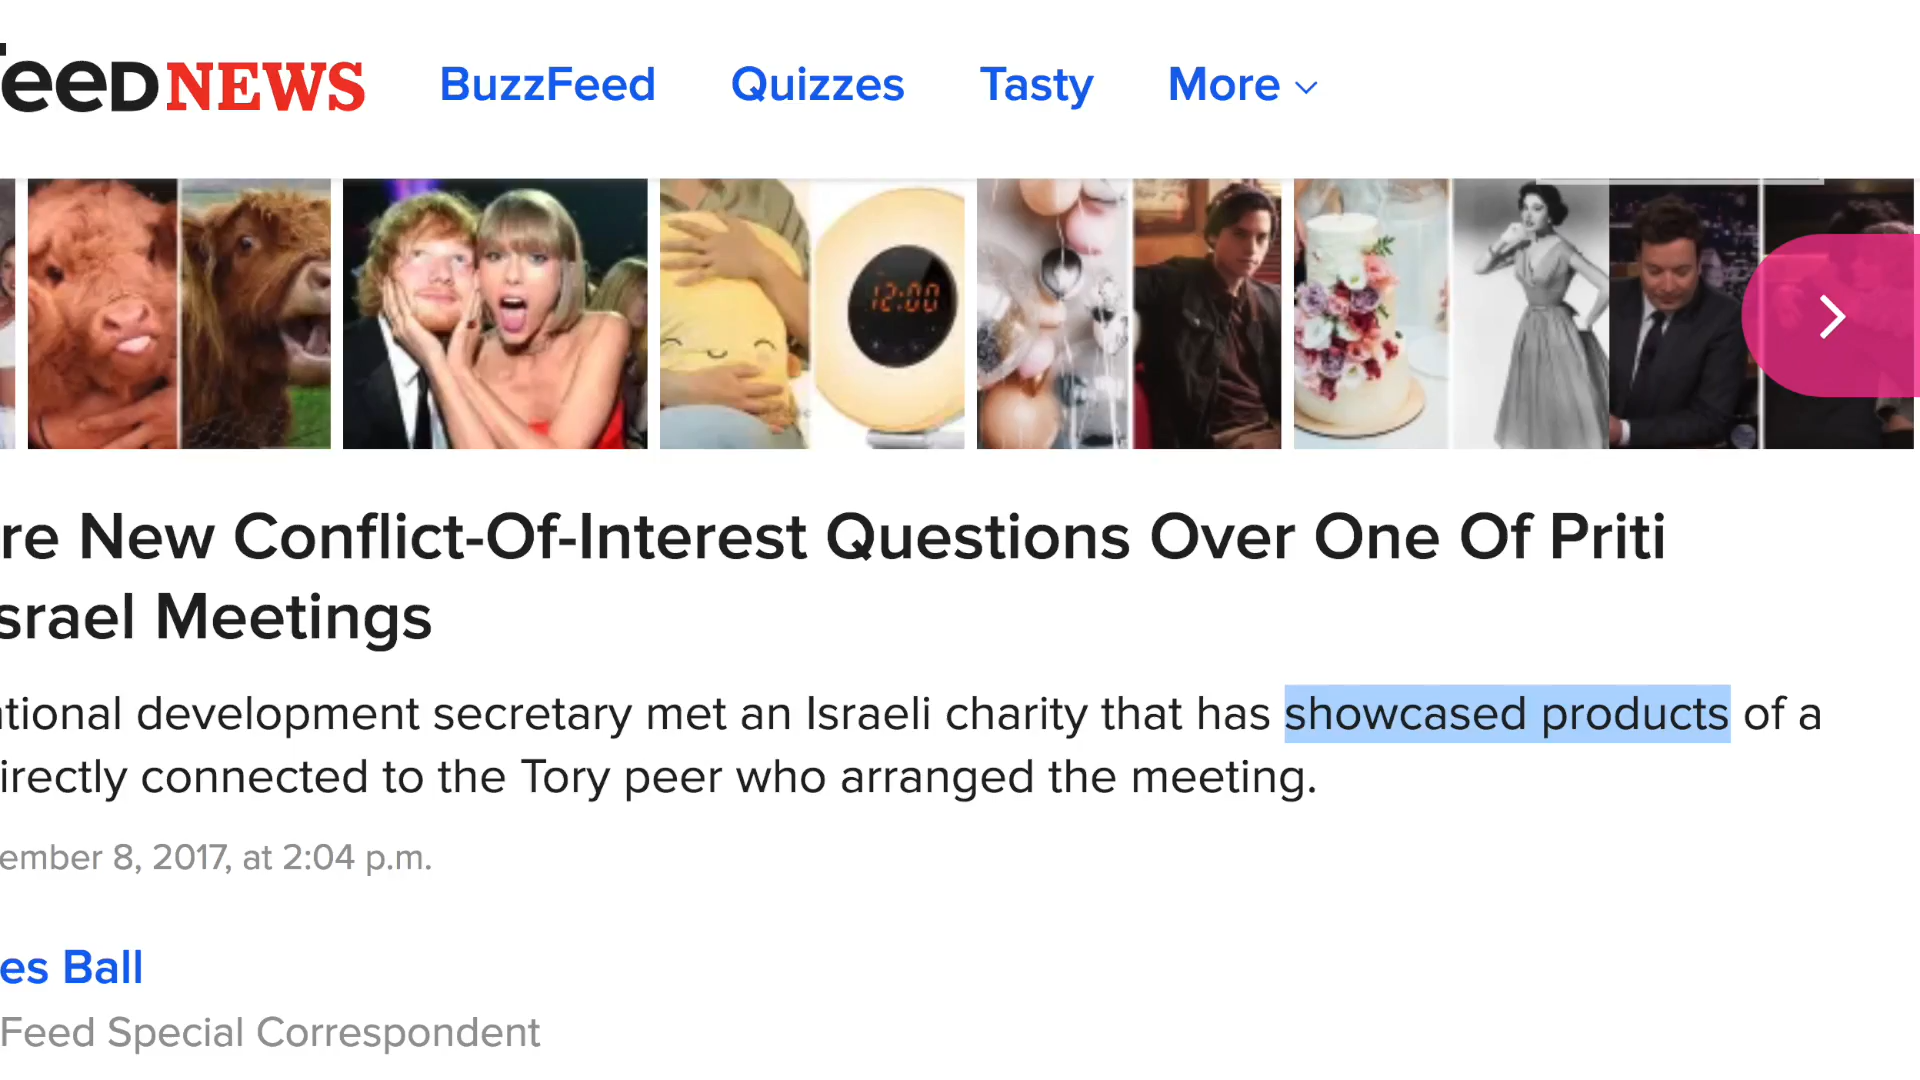 eeD NEWS BuzzFeed Quizzes Tasty More
12:00
re New Conflict-Of-Interest Questions Over One Of Priti
srael Meetings
tional development secretary met an Israeli charity that has showcased products of a
irectly connected to the Tory peer who arranged the meeting.
ember 8, 2017, at 2:04 p.m.
es Ball
Feed Special Correspondent